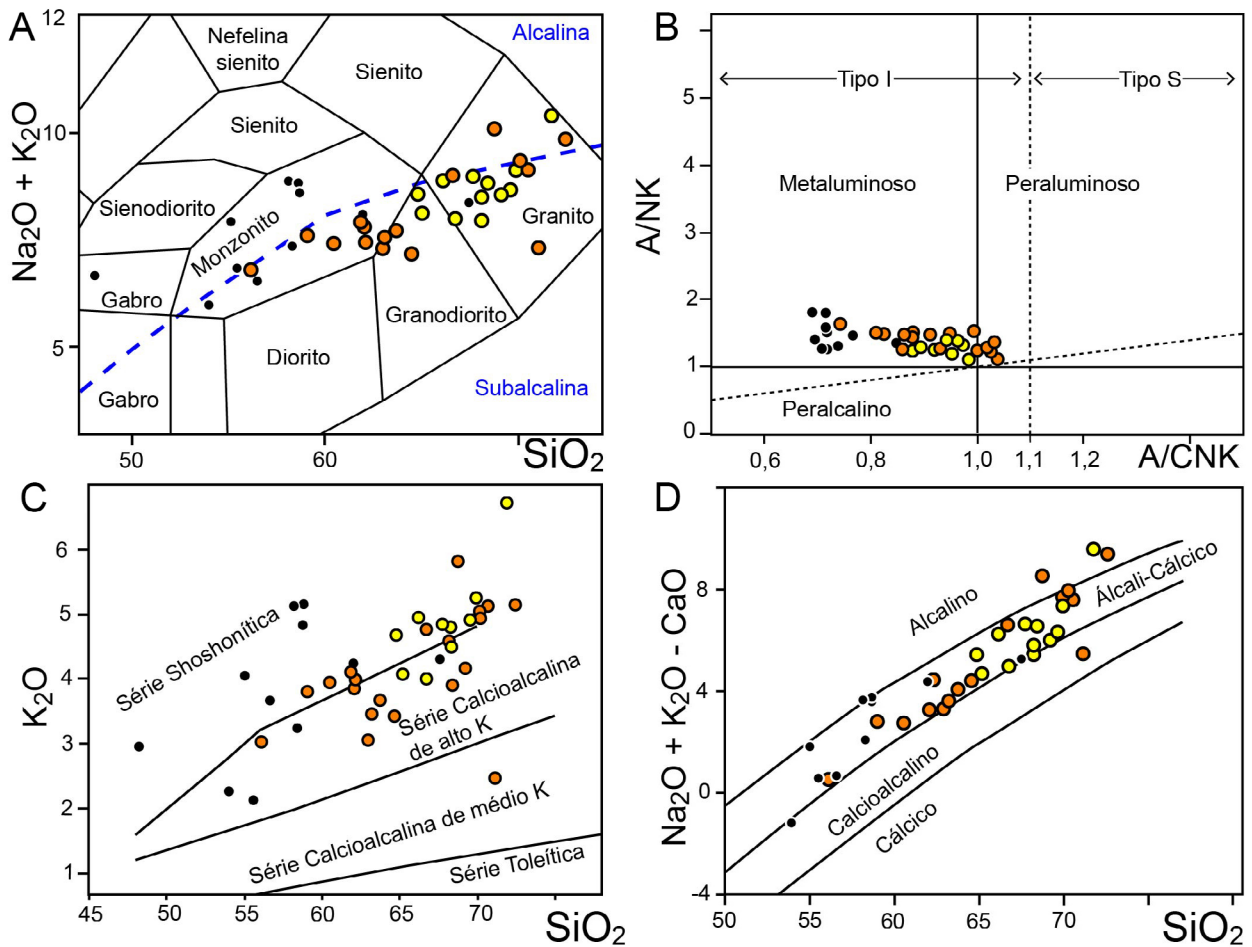 A
12
10
5
Na2O + K2O
Nefelina
sienito
Alcalina
Sienito
Sienito
Sienodiorito
Monzonito
Granito
Gabro
Granodiorito
Diorito
Gabro
Subalcalina
50
60
SiO2
B
Tipo I
Tipo S
5
4
3
2
1
0
A/NK
Metaluminoso
Peraluminoso
Peralcalino
0,6
0,8
1,0
1,1
1,2
A/CNK
C
6
5
4
3
2
1
K2O
Série Shoshonítica
Série Calcioalcalina
de alto K
Série Calcioalcalina de médio K
Série Toleítica
45
50
55
60
65
70
SiO2
D
8
4
0
-4
Na2O + K2O - CaO
Alcalino
Álcali-Cálcico
Calcioalcalino
Cálcico
50
55
60
65
70
SiO2